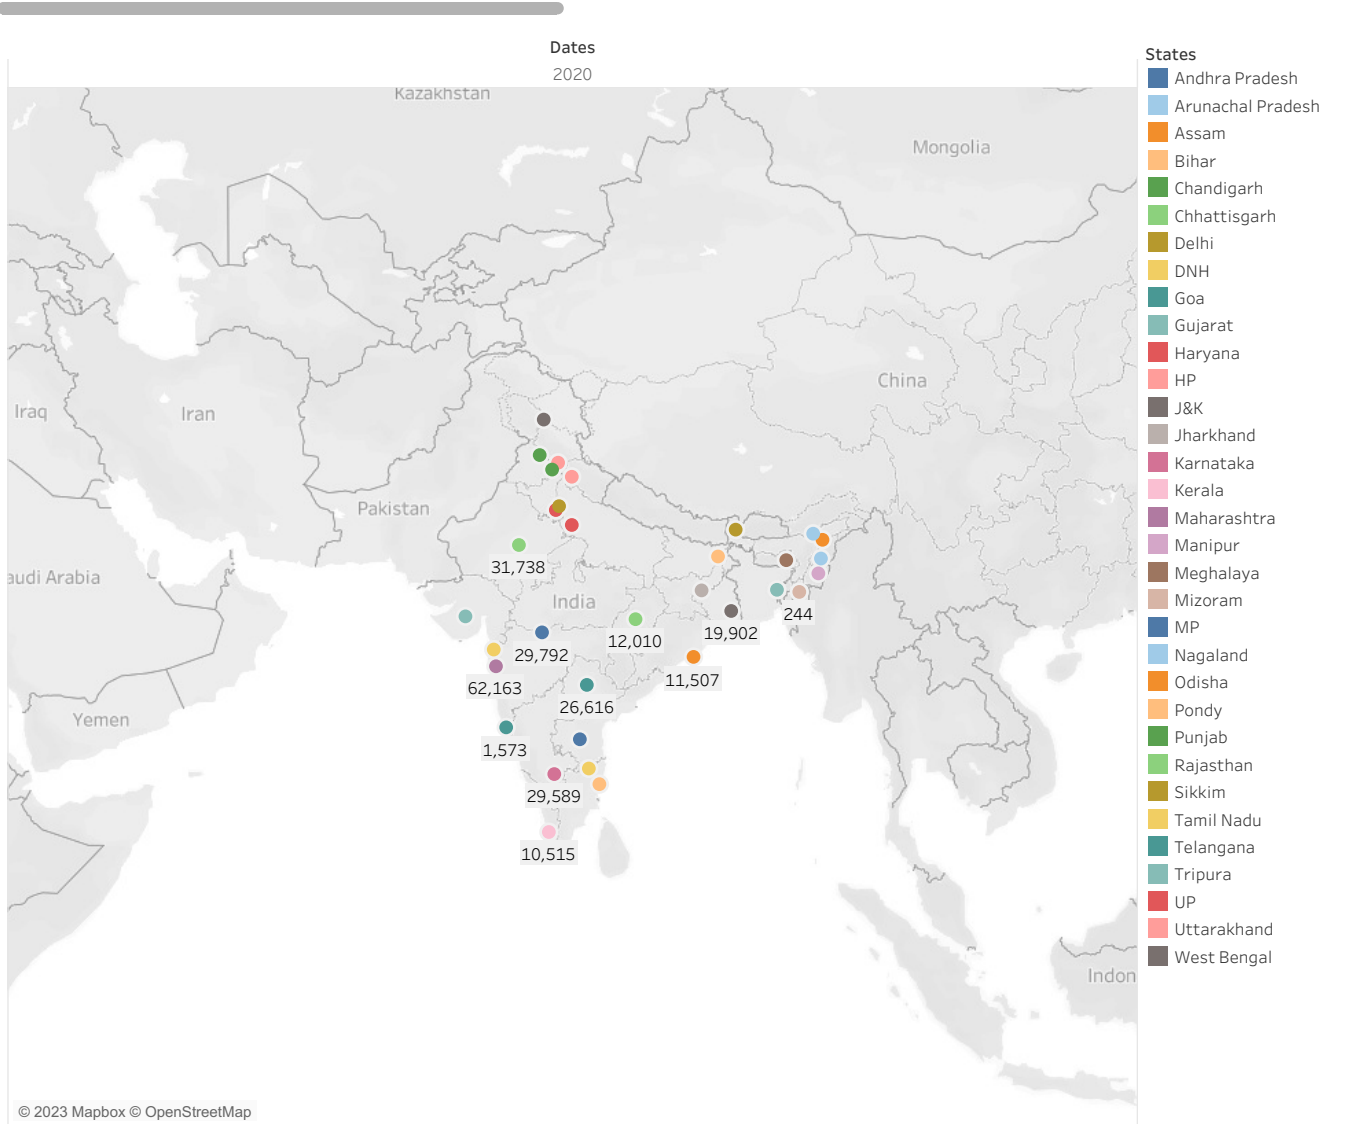 Dates
2020
Kazakhstan
Mongolia
China
Iraq
Iran
Pakistan
audi Arabia
31,738
India
244
19,902
12,010
29,792
11,507
62,163
26,616
Yemen
1,573
29,589
10,515
Indon
© 2023 Mapbox © OpenStreetMap
States
Andhra Pradesh
Arunachal Pradesh
Assam
Bihar
Chandigarh
Chhattisgarh
Delhi
DNH
Goa
Gujarat
Haryana
HP
J&K
Jharkhand
Karnataka
Kerala
Maharashtra
Manipur
Meghalaya
Mizoram
MP
Nagaland
Odisha
Pondy
Punjab
Rajasthan
Sikkim
Tamil Nadu
Telangana
Tripura
UP
Uttarakhand
West Bengal